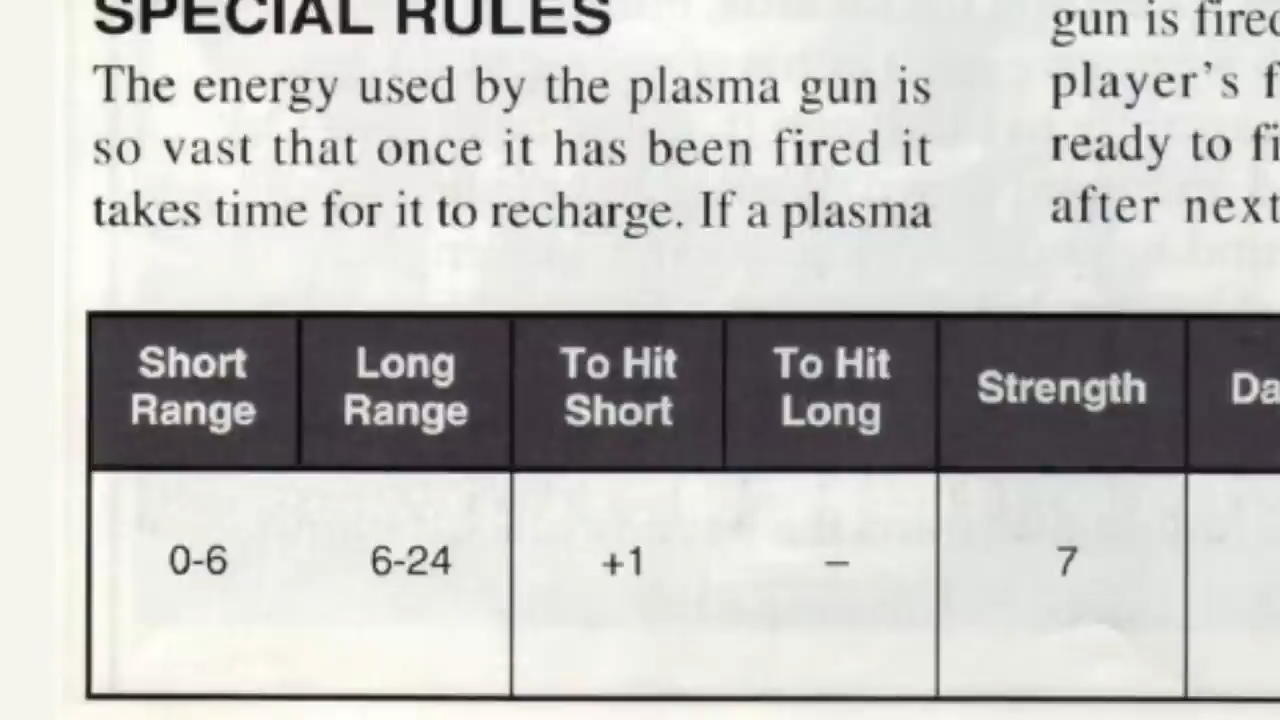 SPECIAL RULES
The energy used by the plasma gun is
so vast that once it has been fired it
takes time for it to recharge. If a plasma
gun is fired
player's
ready to
after next
Short Range
Long Range
To Hit Short
To Hit Long
Strength
0-6
6-24
+1
–
7